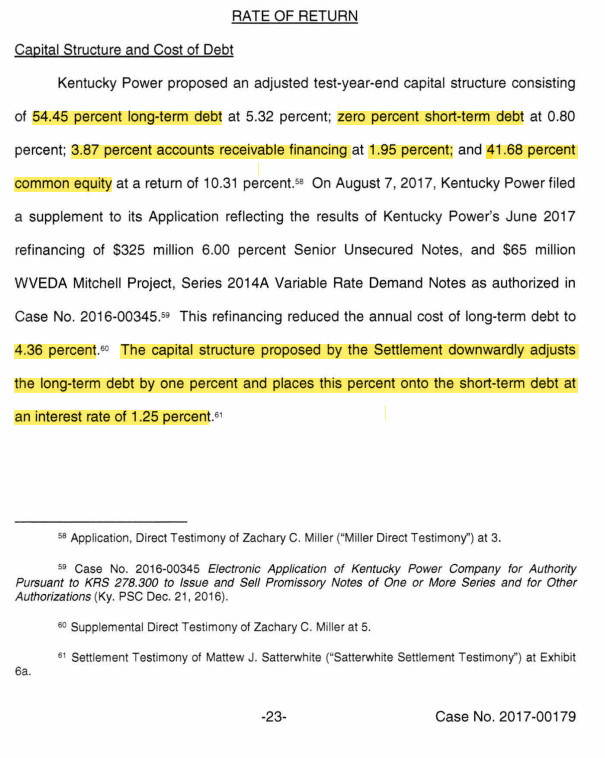 RATE OF RETURN
Capital Structure and Cost of Debt
Kentucky Power proposed an adjusted test-year-end capital structure consisting
of 54.45 percent long-term debt at 5.32 percent; zero percent short-term debt at 0.80
percent; 3.87 percent accounts receivable financing at 1.95 percent; and 41.68 percent
common equity at a return of 10.31 percent.58 On August 7, 2017, Kentucky Power filed
a supplement to its Application reflecting the results of Kentucky Power's June 2017
refinancing of $325 million 6.00 percent Senior Unsecured Notes, and $65 million
WVEDA Mitchell Project, Series 2014A Variable Rate Demand Notes as authorized in
Case No. 2016-00345.59 This refinancing reduced the annual cost of long-term debt to
4.36 percent.60 The capital structure proposed by the Settlement downwardly adjusts
the long-term debt by one percent and places this percent onto the short-term debt at
an interest rate of 1.25 percent.61
58 Application, Direct Testimony of Zachary C. Miller ("Miller Direct Testimony") at 3.
59 Case No. 2016-00345 Electronic Application of Kentucky Power Company for Authority
Pursuant to KRS 278.300 to Issue and Sell Promissory Notes of One or More Series and for Other
Authorizations (Ky. PSC Dec. 21, 2016).
60 Supplemental Direct Testimony of Zachary C. Miller at 5.
61 Settlement Testimony of Mattew J. Satterwhite ("Satterwhite Settlement Testimony") at Exhibit
6a.
-23-
Case No. 2017-00179